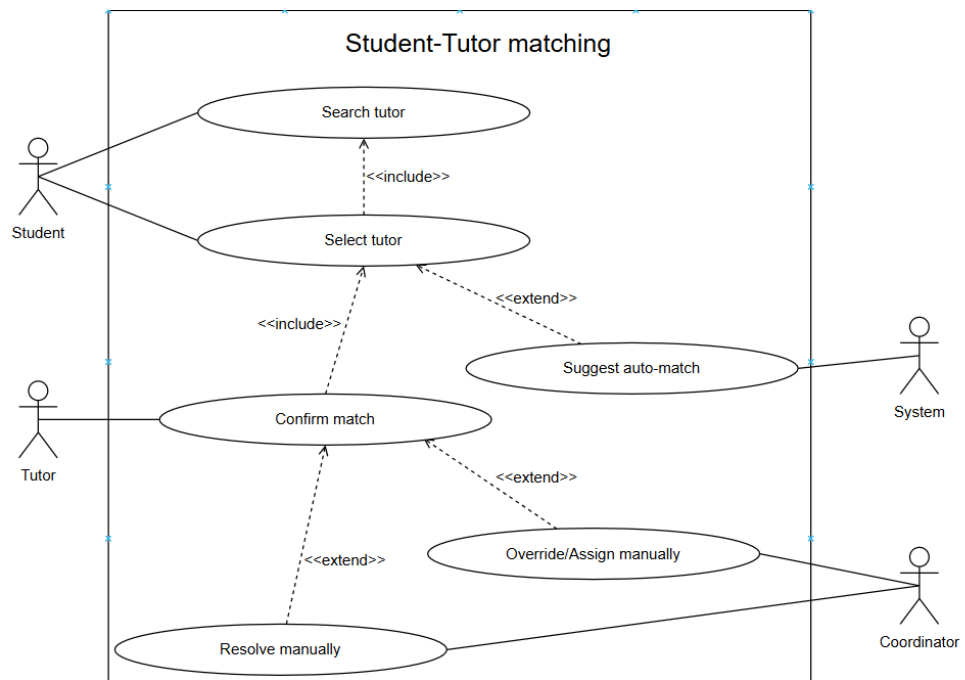 Student-Tutor matching
Search tutor
<<include>>
Student
Select tutor
<<extend>>
<<include>>
Suggest auto-match
System
Confirm match
Tutor
<<extend>>
Override/Assign manually
<<extend>>
Coordinator
Resolve manually